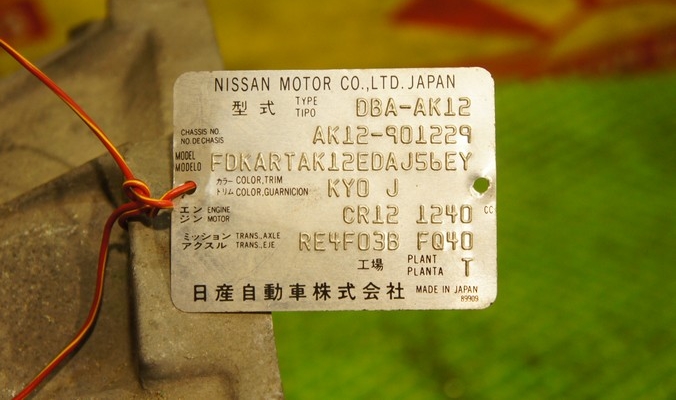 NISSAN MOTOR CO.,LTD. JAPAN
型式 TYPE TIPO DBA-AK12
CHASSIS NO. NO DE CHASIS AK12-901229
MODEL MODELO FDKARTAK12EDAJ56EY
カラー COLOR,TRIM トリム COLOR,GUARNICION KYO J
エンジン ENGINE MOTOR CR12 1240 CC
ミッション TRANS.,AXLE アクスル TRANS.,EJE RE4F03B FQ40
工場 PLANT PLANTA T
日産自動車株式会社 MADE IN JAPAN
89909